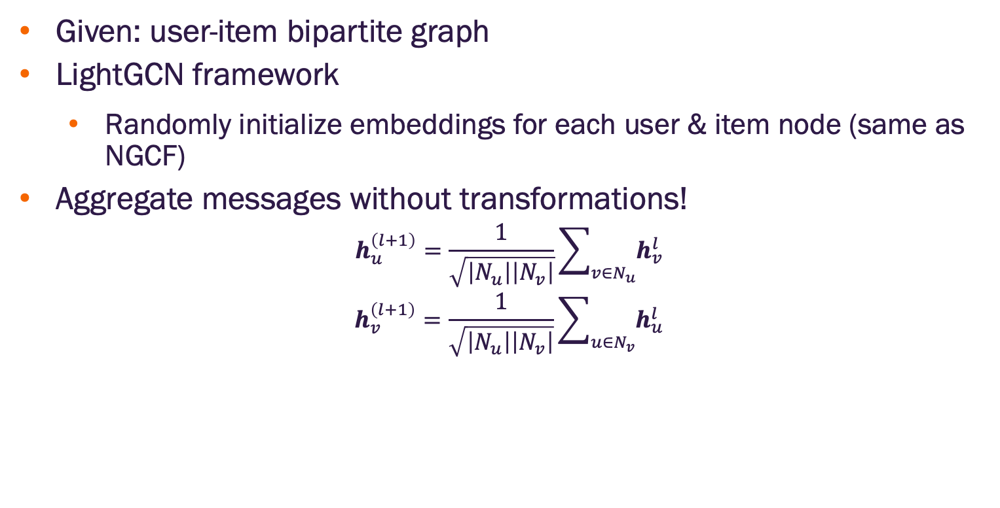 • Given: user-item bipartite graph
• LightGCN framework
• Randomly initialize embeddings for each user & item node (same as
NGCF)
• Aggregate messages without transformations!
$\boldsymbol{h}_u^{(l+1)} = \frac{1}{\sqrt{|N_u||N_v|}} \sum_{v \in N_u} \boldsymbol{h}_v^l$
$\boldsymbol{h}_v^{(l+1)} = \frac{1}{\sqrt{|N_u||N_v|}} \sum_{u \in N_v} \boldsymbol{h}_u^l$